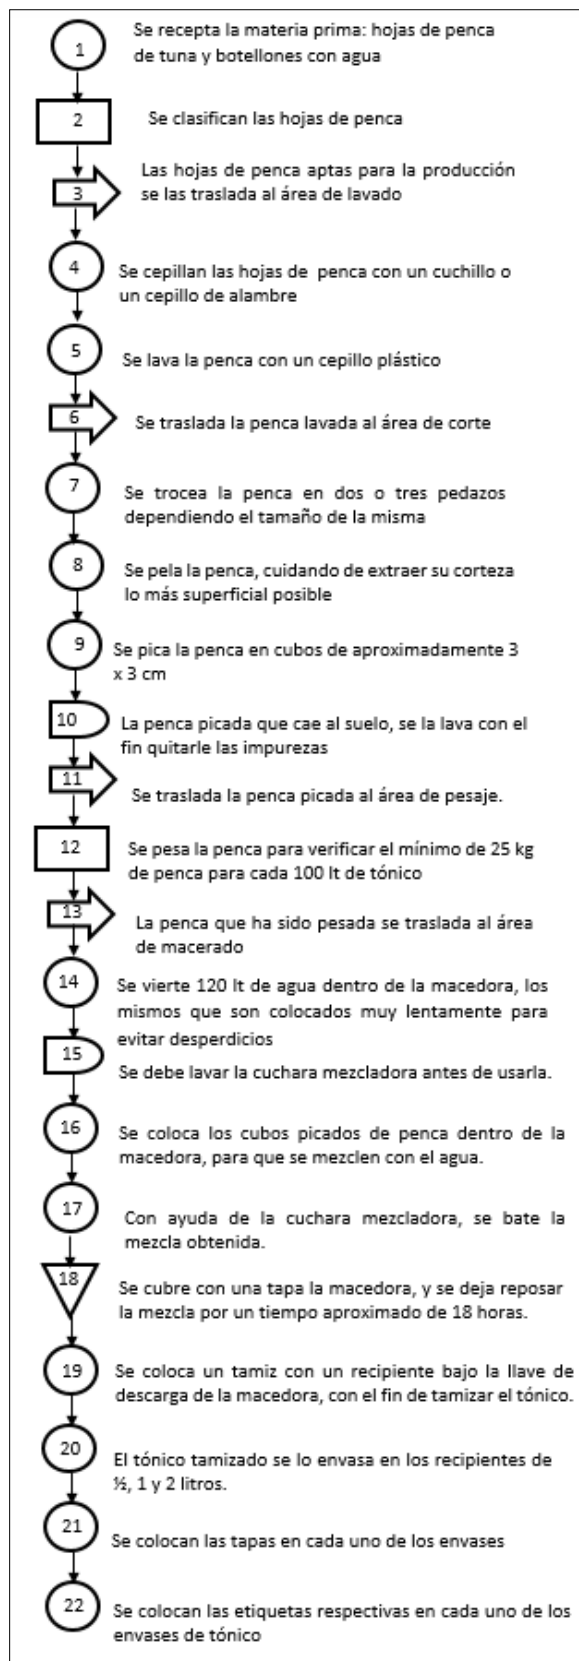 1
Se recepta la materia prima: hojas de penca
de tuna y botellones con agua
2
Se clasifican las hojas de penca
3
Las hojas de penca aptas para la producción
se las traslada al área de lavado
4
Se cepillan las hojas de penca con un cuchillo o
un cepillo de alambre
5
Se lava la penca con un cepillo plástico
6
Se traslada la penca lavada al área de corte
7
Se trocea la penca en dos o tres pedazos
dependiendo el tamaño de la misma
8
Se pela la penca, cuidando de extraer su corteza
lo más superficial posible
9
Se pica la penca en cubos de aproximadamente 3
x 3 cm
10
La penca picada que cae al suelo, se la lava con el
fin quitarle las impurezas
11
Se traslada la penca picada al área de pesaje.
12
Se pesa la penca para verificar el mínimo de 25 kg
de penca para cada 100 lt de tónico
13
La penca que ha sido pesada se traslada al área
de macerado
14
Se vierte 120 lt de agua dentro de la macedora, los
mismos que son colocados muy lentamente para
evitar desperdicios
15
Se debe lavar la cuchara mezcladora antes de usarla.
16
Se coloca los cubos picados de penca dentro de la
macedora, para que se mezclen con el agua.
17
Con ayuda de la cuchara mezcladora, se bate la
mezcla obtenida.
18
Se cubre con una tapa la macedora, y se deja reposar
la mezcla por un tiempo aproximado de 18 horas.
19
Se coloca un tamiz con un recipiente bajo la llave de
descarga de la macedora, con el fin de tamizar el tónico.
20
El tónico tamizado se lo envasa en los recipientes de
½, 1 y 2 litros.
21
Se colocan las tapas en cada uno de los envases
22
Se colocan las etiquetas respectivas en cada uno de los
envases de tónico